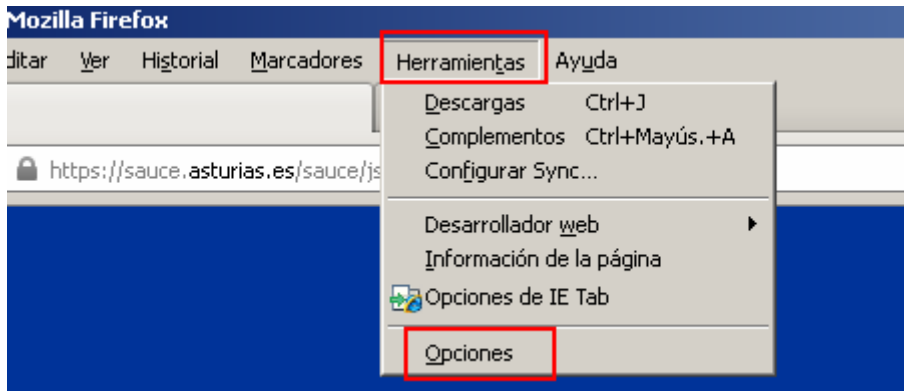 Mozilla Firefox
ditar Ver Historial Marcadores Herramientas Ayuda
Descargas Ctrl+J
Complementos Ctrl+Mayús.+A
https://sauce.asturias.es/sauce/js
Configurar Sync...
Desarrollador web
Información de la página
Opciones de IE Tab
Opciones